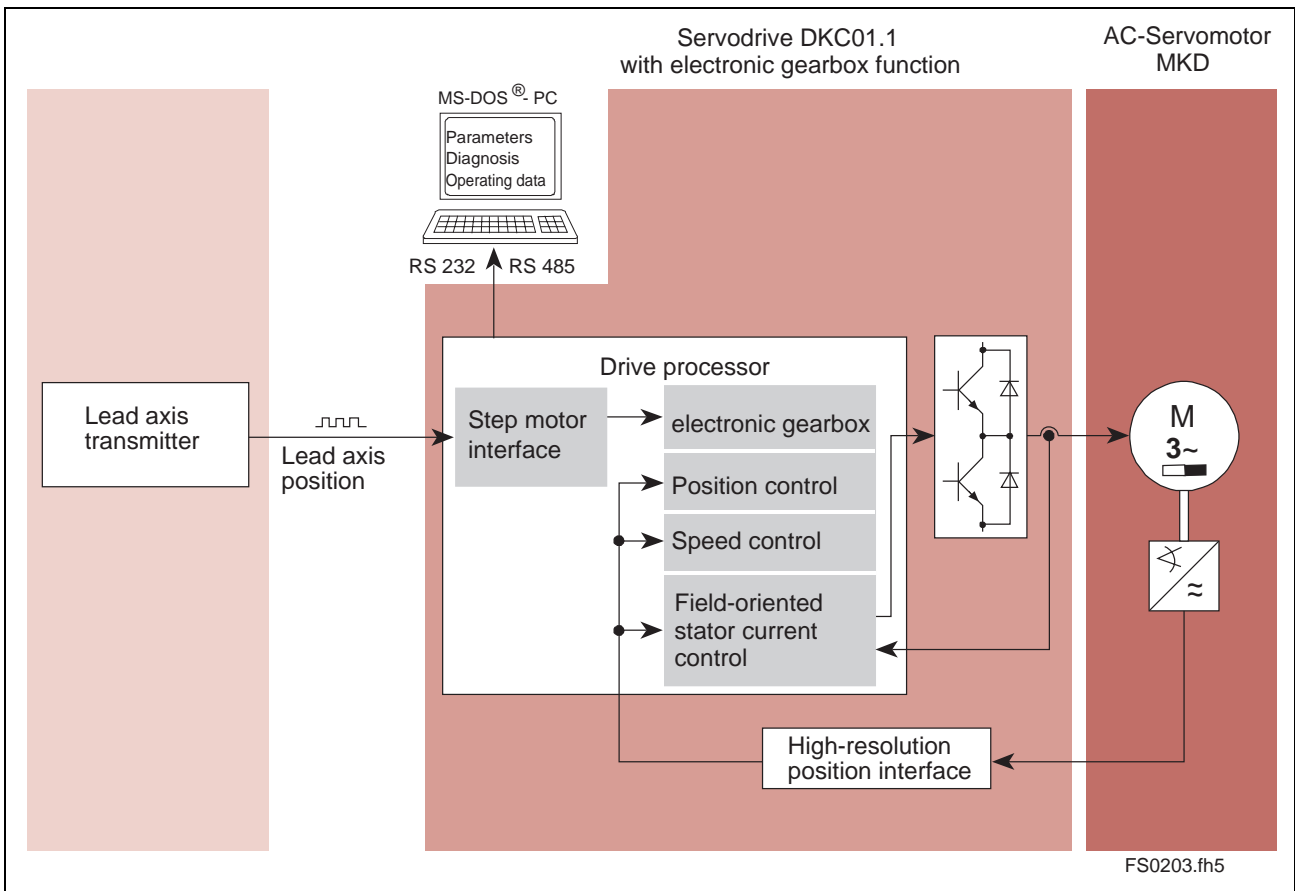 Servodrive DKC01.1
with electronic gearbox function
AC-Servomotor
MKD
MS-DOS ®- PC
Parameters
Diagnosis
Operating data
RS 232
RS 485
Drive processor
Lead axis
transmitter
Lead axis
position
Step motor
interface
electronic gearbox
Position control
Speed control
Field-oriented
stator current
control
M
3~
≈
High-resolution
position interface
FS0203.fh5